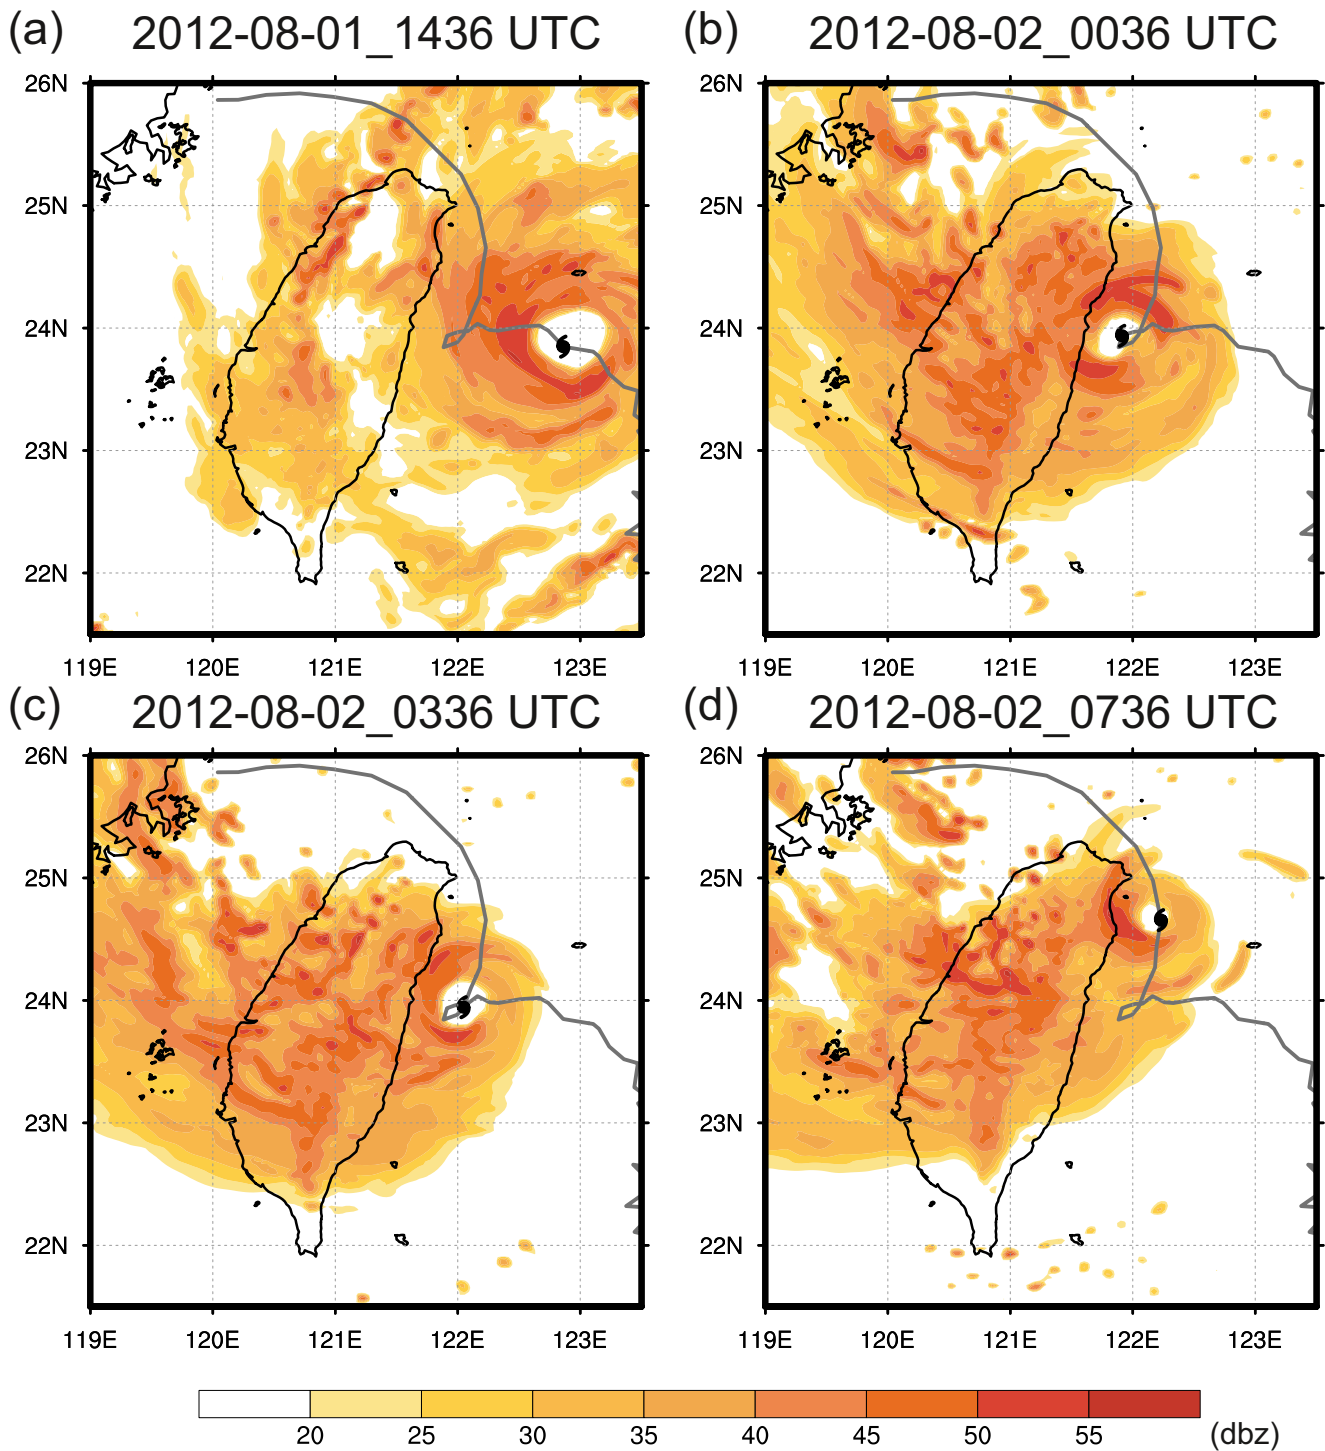 (a) 2012-08-01_1436 UTC
(b) 2012-08-02_0036 UTC
26N
25N
24N
23N
22N
119E 120E 121E 122E 123E
26N
25N
24N
23N
22N
119E 120E 121E 122E 123E
(c) 2012-08-02_0336 UTC
(d) 2012-08-02_0736 UTC
26N
25N
24N
23N
22N
119E 120E 121E 122E 123E
26N
25N
24N
23N
22N
119E 120E 121E 122E 123E
20 25 30 35 40 45 50 55 (dbz)